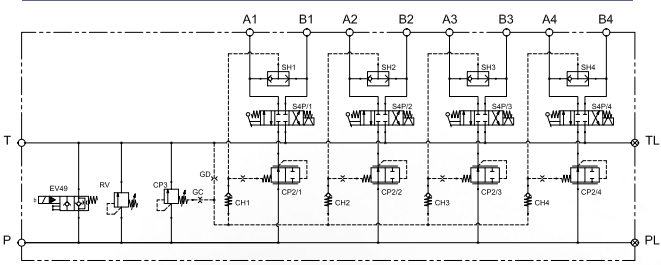 A1 B1 A2 B2 A3 B3 A4 B4
SH1 SH2 SH3 SH4
S4P/1 S4P/2 S4P/3 S4P/4
T TL
GD
EV49 RV CP3 GC
CP2/1 CP2/2 CP2/3 CP2/4
CH1 CH2 CH3 CH4
P PL